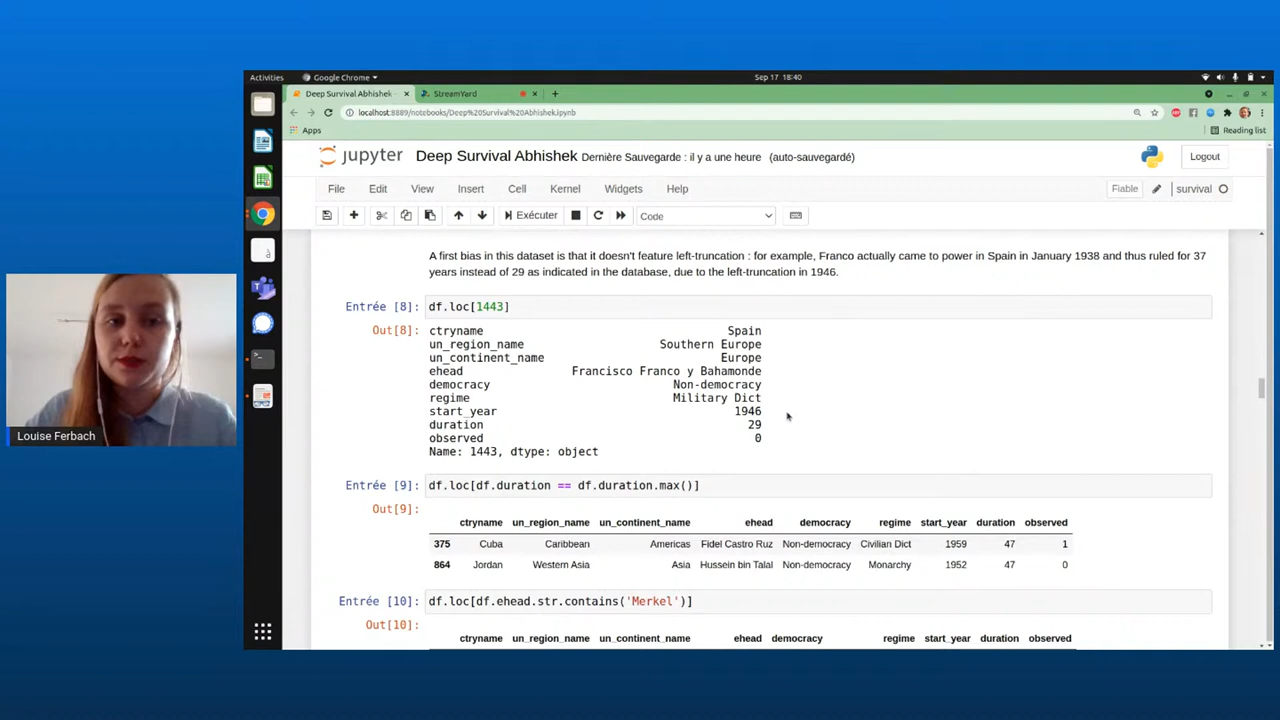 Activities
Google Chrome
Sep 17 18:40
Deep Survival Abhishek -
StreamYard
localhost:8889/notebooks/Deep%20Survival%20Abhishek.ipynb
Apps
Reading list
jupyter Deep Survival Abhishek Dernière Sauvegarde : il y a une heure (auto-sauvegardé)
Logout
File Edit View Insert Cell Kernel Widgets Help
Fiable
survival
Exécuter
Code
A first bias in this dataset is that it doesn't feature left-truncation : for example, Franco actually came to power in Spain in January 1938 and thus ruled for 37
years instead of 29 as indicated in the database, due to the left-truncation in 1946.
Entrée [8]: df.loc[1443]
Out[8]: ctryname Spain
un_region_name Southern Europe
un_continent_name Europe
ehead Francisco Franco y Bahamonde
democracy Non-democracy
regime Military Dict
start_year 1946
duration 29
observed 0
Name: 1443, dtype: object
Louise Ferbach
Entrée [9]: df.loc[df.duration == df.duration.max()]
Out[9]:
ctryname un_region_name un_continent_name ehead democracy regime start_year duration observed
375 Cuba Caribbean Americas Fidel Castro Ruz Non-democracy Civilian Dict 1959 47 1
864 Jordan Western Asia Asia Hussein bin Talal Non-democracy Monarchy 1952 47 0
Entrée [10]: df.loc[df.ehead.str.contains('Merkel')]
Out[10]:
ctryname un_region_name un_continent_name ehead democracy regime start_year duration observed